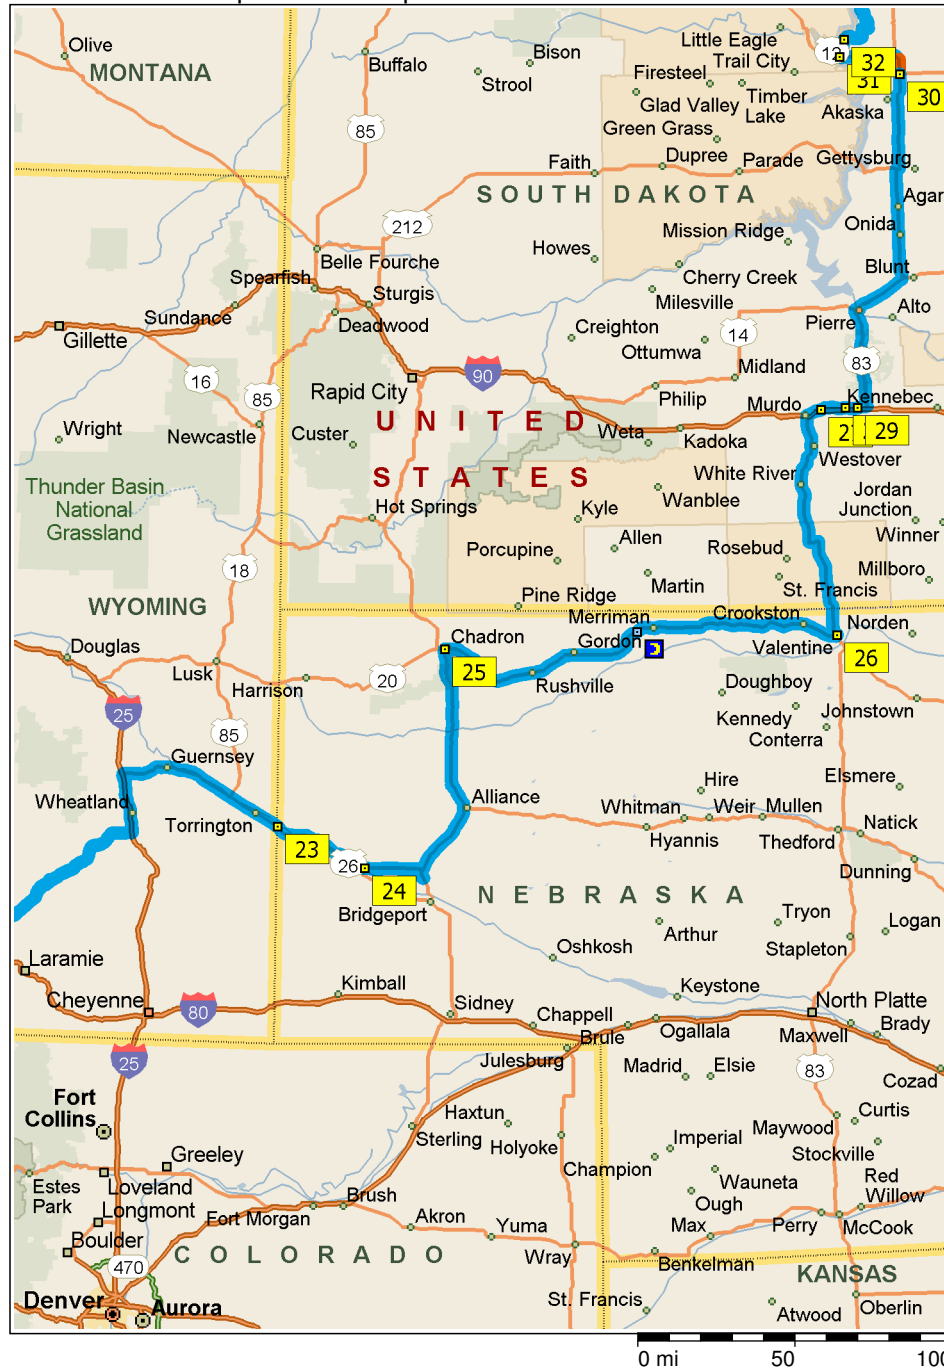 Olive
MONTANA
Buffalo
Bison
Strool
Little Eagle
Trail City
12
32
31
30
Firesteel
Glad Valley
Timber
Lake
Akaska
Green Grass
85
Faith
Dupree
Parade
Gettysburg
SOUTH DAKOTA
Agar
212
Howes
Mission Ridge
Onida
Belle Fourche
Spearfish
Sturgis
Cherry Creek
Blunt
Milesville
Sundance
Deadwood
Pierre
Alto
Gillette
Creighton
14
Ottumwa
83
16
85
Rapid City
90
Midland
Philip
Murdo
Kennebec
UNITED
STATES
Wright
Newcastle
Custer
Weta
Kadoka
29
Westover
Thunder Basin
National
Grassland
White River
Wanblee
Jordan
Junction
Hot Springs
Kyle
Winner
Porcupine
Allen
Rosebud
18
Martin
Millboro
St. Francis
WYOMING
Pine Ridge
Merriman
Crookston
Norden
Douglas
Chadron
Gordon
Valentine
26
Lusk
Harrison
20
25
Rushville
Doughboy
25
85
Kennedy
Johnstown
Conterra
Guernsey
Hire
Elsmere
Wheatland
Alliance
Whitman
Weir
Mullen
Torrington
Hyannis
Thedford
Natick
23
26
24
Dunning
NEBRASKA
Bridgeport
Tryon
Logan
Arthur
Stapleton
Laramie
Oshkosh
Cheyenne
80
Kimball
Sidney
Keystone
North Platte
Chappell
Ogallala
Brule
Maxwell
Brady
25
Julesburg
Madrid
Elsie
83
Cozad
Fort
Collins
Haxtun
Curtis
Sterling
Holyoke
Imperial
Maywood
Stockville
Greeley
Champion
Wauneta
Red
Willow
Estes
Park
Loveland
Longmont
Brush
Ough
Fort Morgan
Akron
Yuma
Max
Perry
McCook
Boulder
COLORADO
Wray
Benkelman
470
KANSAS
Denver
Aurora
St. Francis
Atwood
Oberlin
0 mi
50